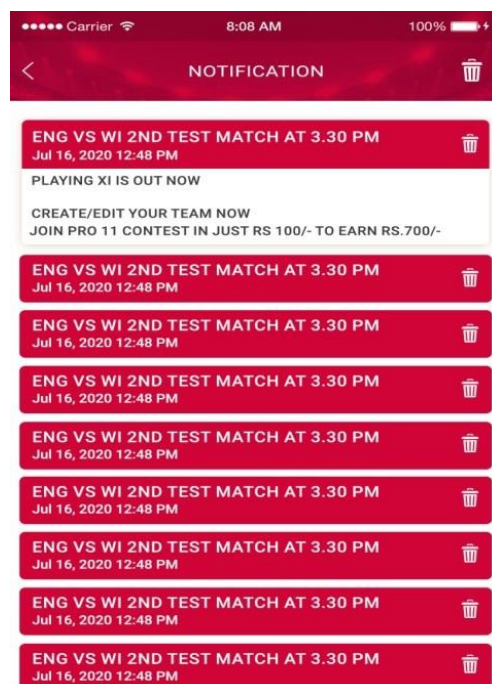 Carrier 8:08 AM 100%
NOTIFICATION
ENG VS WI 2ND TEST MATCH AT 3.30 PM
Jul 16, 2020 12:48 PM
PLAYING XI IS OUT NOW
CREATE/EDIT YOUR TEAM NOW
JOIN PRO 11 CONTEST IN JUST RS 100/- TO EARN RS.700/-
ENG VS WI 2ND TEST MATCH AT 3.30 PM
Jul 16, 2020 12:48 PM
ENG VS WI 2ND TEST MATCH AT 3.30 PM
Jul 16, 2020 12:48 PM
ENG VS WI 2ND TEST MATCH AT 3.30 PM
Jul 16, 2020 12:48 PM
ENG VS WI 2ND TEST MATCH AT 3.30 PM
Jul 16, 2020 12:48 PM
ENG VS WI 2ND TEST MATCH AT 3.30 PM
Jul 16, 2020 12:48 PM
ENG VS WI 2ND TEST MATCH AT 3.30 PM
Jul 16, 2020 12:48 PM
ENG VS WI 2ND TEST MATCH AT 3.30 PM
Jul 16, 2020 12:48 PM
ENG VS WI 2ND TEST MATCH AT 3.30 PM
Jul 16, 2020 12:48 PM